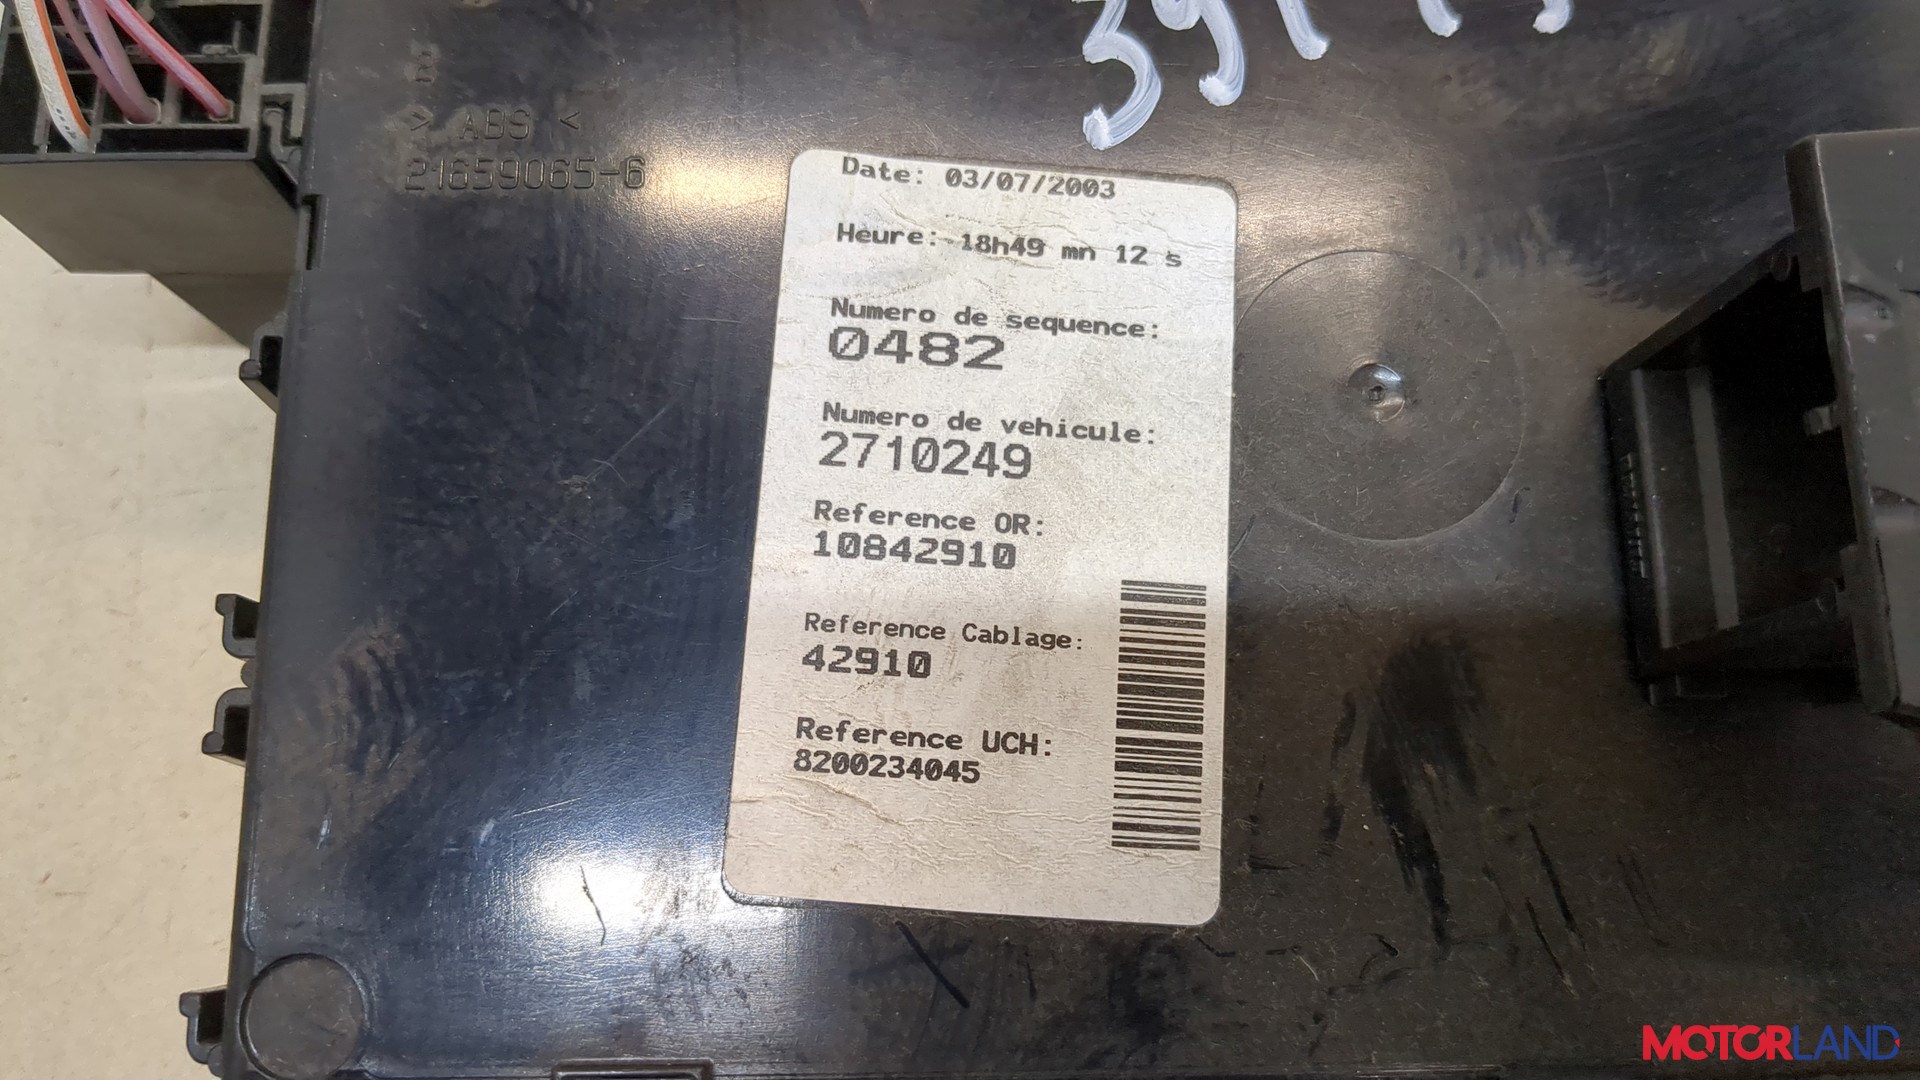 > ABS <
21659065-6
Date: 03/07/2003
Heure: 18h49 mn 12 s
Numero de sequence:
0482
Numero de vehicule:
2710249
Reference OR:
10842910
Reference Cablage:
42910
Reference UCH:
8200234045
MOTORLAND